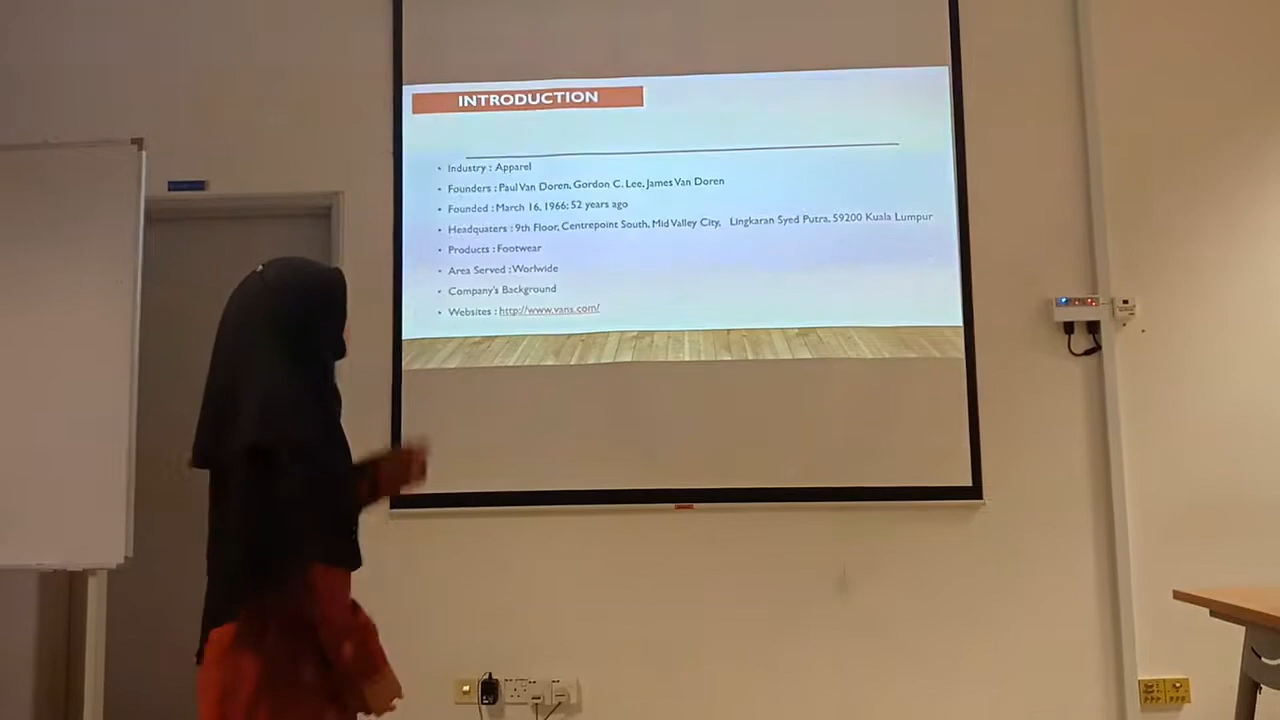 INTRODUCTION
• Industry : Apparel
• Founders : Paul Van Doren, Gordon C. Lee, James Van Doren
• Founded : March 16, 1966; 52 years ago
• Headquaters : 9th Floor, Centrepoint South, Mid Valley City, Lingkaran Syed Putra, 59200 Kuala Lumpur
• Products : Footwear
• Area Served : Worlwide
• Company's Background
• Websites : http://www.vans.com/